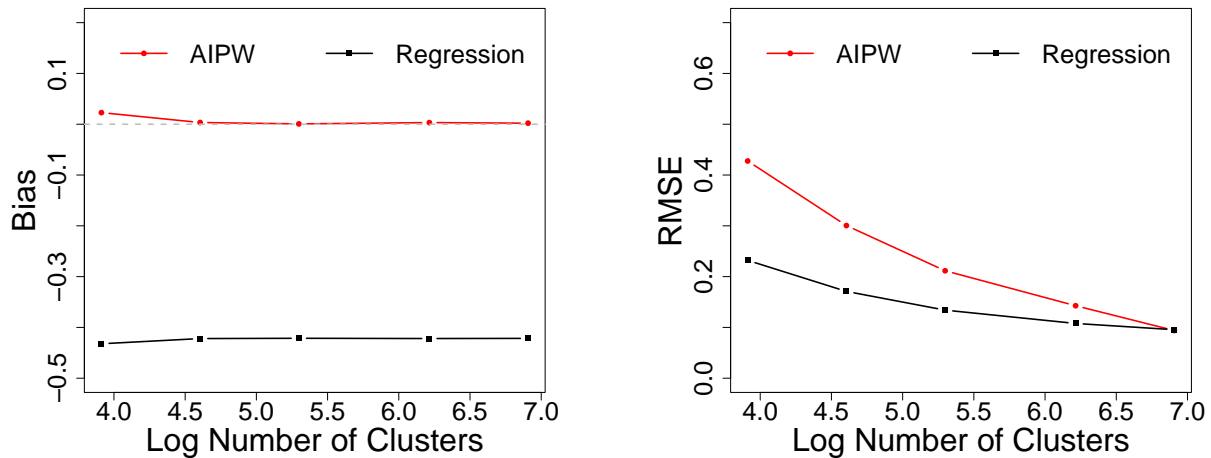 AIPW
Regression
Bias
0.1
−0.1
−0.3
−0.5
4.0 4.5 5.0 5.5 6.0 6.5 7.0
Log Number of Clusters
AIPW
Regression
RMSE
0.6
0.4
0.2
0.0
4.0 4.5 5.0 5.5 6.0 6.5 7.0
Log Number of Clusters